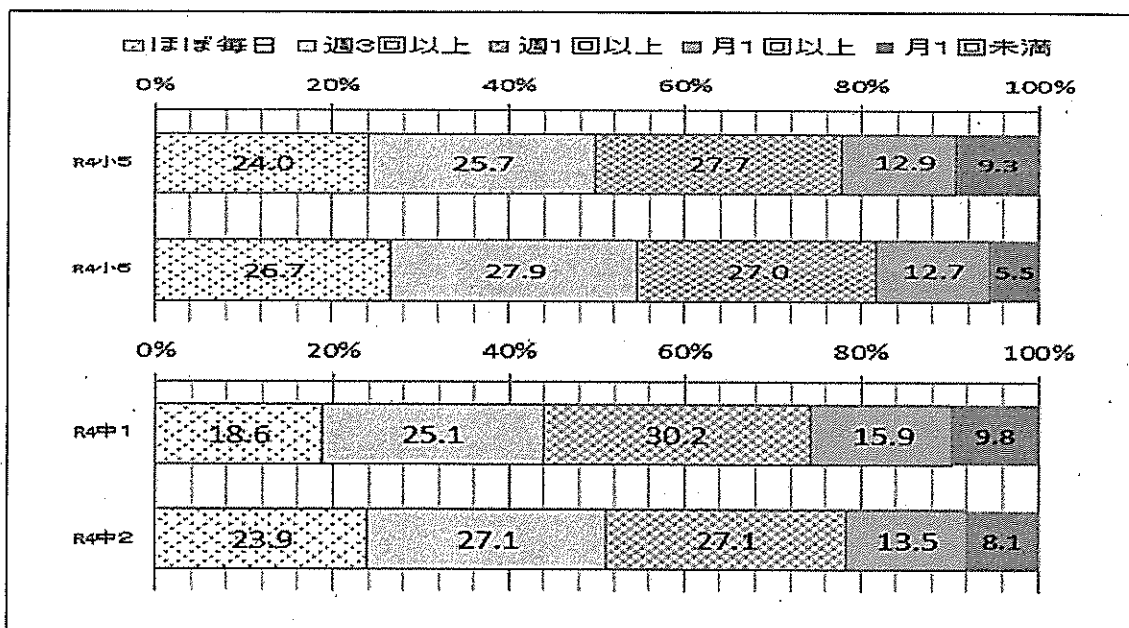 ほぼ毎日 週3回以上 週1回以上 月1回以上 月1回未満
0% 20% 40% 60% 80% 100%
R4小5 24.0 25.7 27.7 12.9 9.3
R4小6 26.7 27.9 27.0 12.7 5.5
0% 20% 40% 60% 80% 100%
R4中1 18.6 25.1 30.2 15.9 9.8
R4中2 23.9 27.1 27.1 13.5 8.1